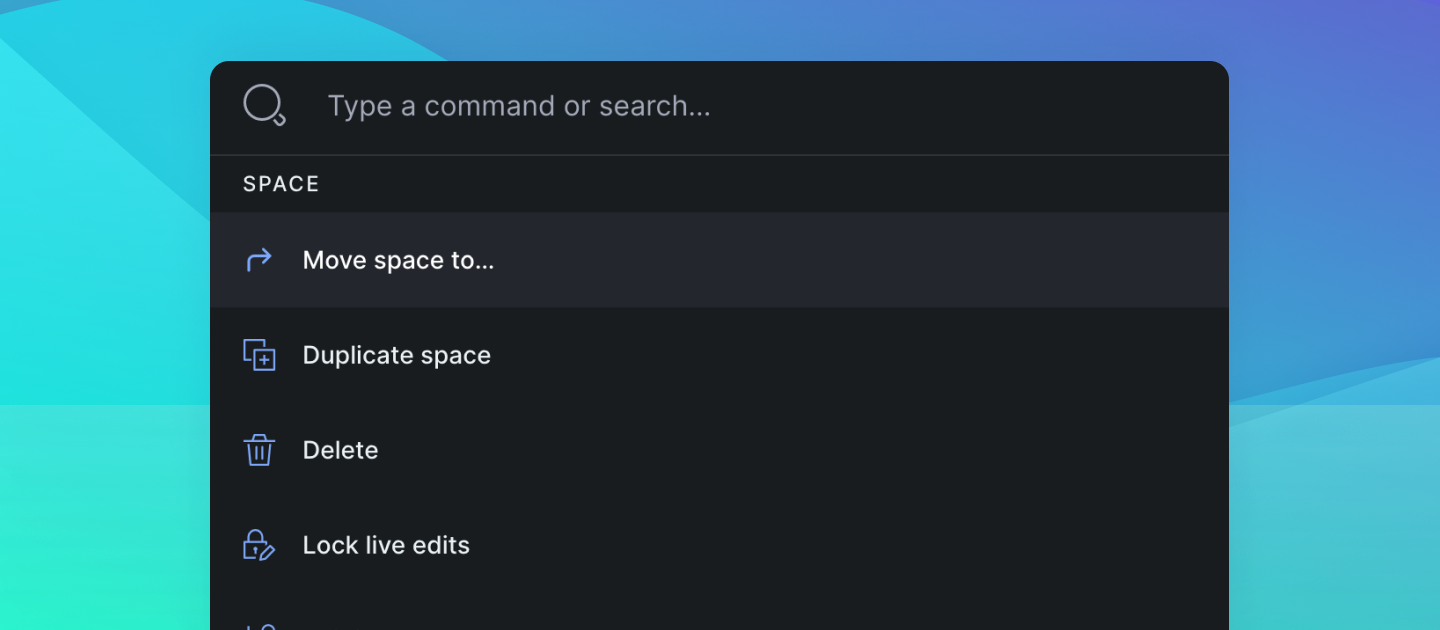 Type a command or search...
SPACE
Move space to...
Duplicate space
Delete
Lock live edits